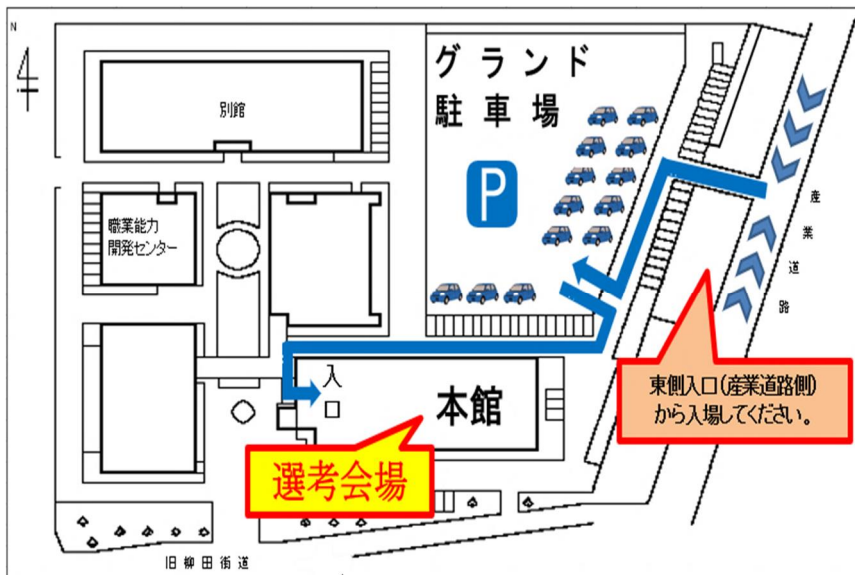 N
グランド
駐車場
別館
P
職業能力
開発センター
産業道路
入口
本館
東側入口(産業道路側)
から入場してください。
選考会場
旧柳田街道